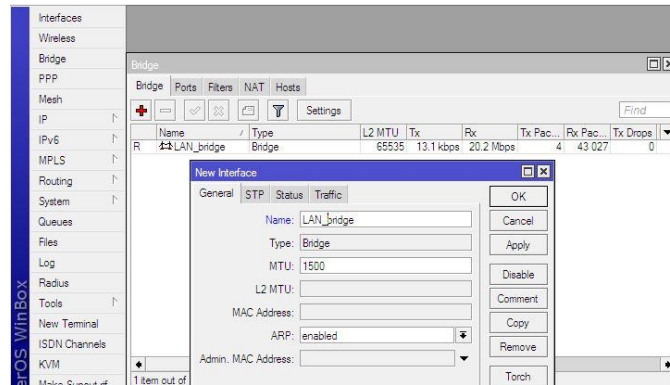 Interfaces
Wireless
Bridge
PPP
Mesh
IP
IPv6
MPLS
Routing
System
Queues
Files
Log
Radius
Tools
New Terminal
ISDN Channels
KVM
OS WinBox
Bridge
Bridge Ports Filters NAT Hosts
Settings
Find
Name Type L2 MTU Tx Rx Tx Pac... Rx Pac... Tx Drops
R LAN_bridge Bridge 65535 13.1 kbps 20.2 Mbps 4 43 027 0
New Interface
General STP Status Traffic
Name: LAN_bridge
Type: Bridge
MTU: 1500
L2 MTU:
MAC Address:
ARP: enabled
Admin. MAC Address:
OK
Cancel
Apply
Disable
Comment
Copy
Remove
Torch
1 item out of